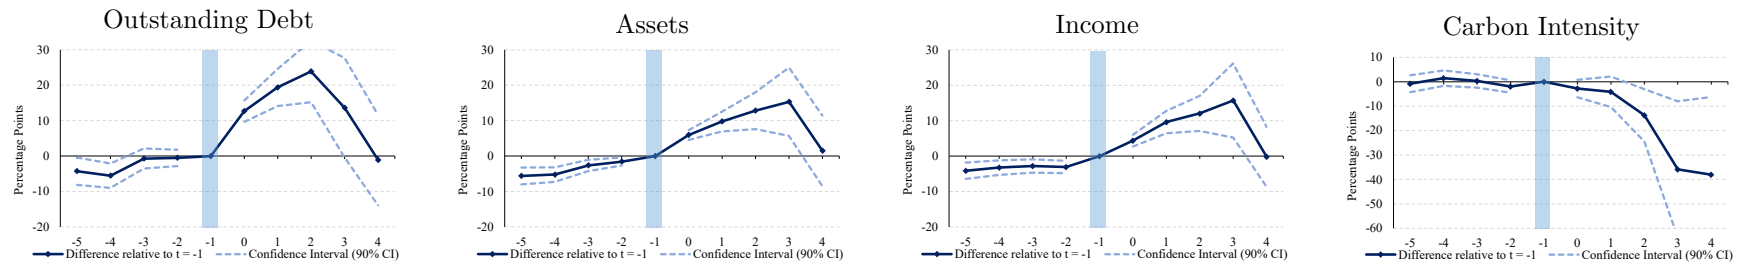 Outstanding Debt
Percentage Points
30
20
10
0
-10
-20
-5 -4 -3 -2 -1 0 1 2 3 4
Difference relative to t = -1 Confidence Interval (90% CI)
Assets
Percentage Points
30
20
10
0
-10
-20
-5 -4 -3 -2 -1 0 1 2 3 4
Difference relative to t = -1 Confidence Interval (90% CI)
Income
Percentage Points
30
20
10
0
-10
-20
-5 -4 -3 -2 -1 0 1 2 3 4
Difference relative to t = -1 Confidence Interval (90% CI)
Carbon Intensity
Percentage Points
10
0
-10
-20
-30
-40
-50
-60
-5 -4 -3 -2 -1 0 1 2 3 4
Difference relative to t = -1 Confidence Interval (90% CI)